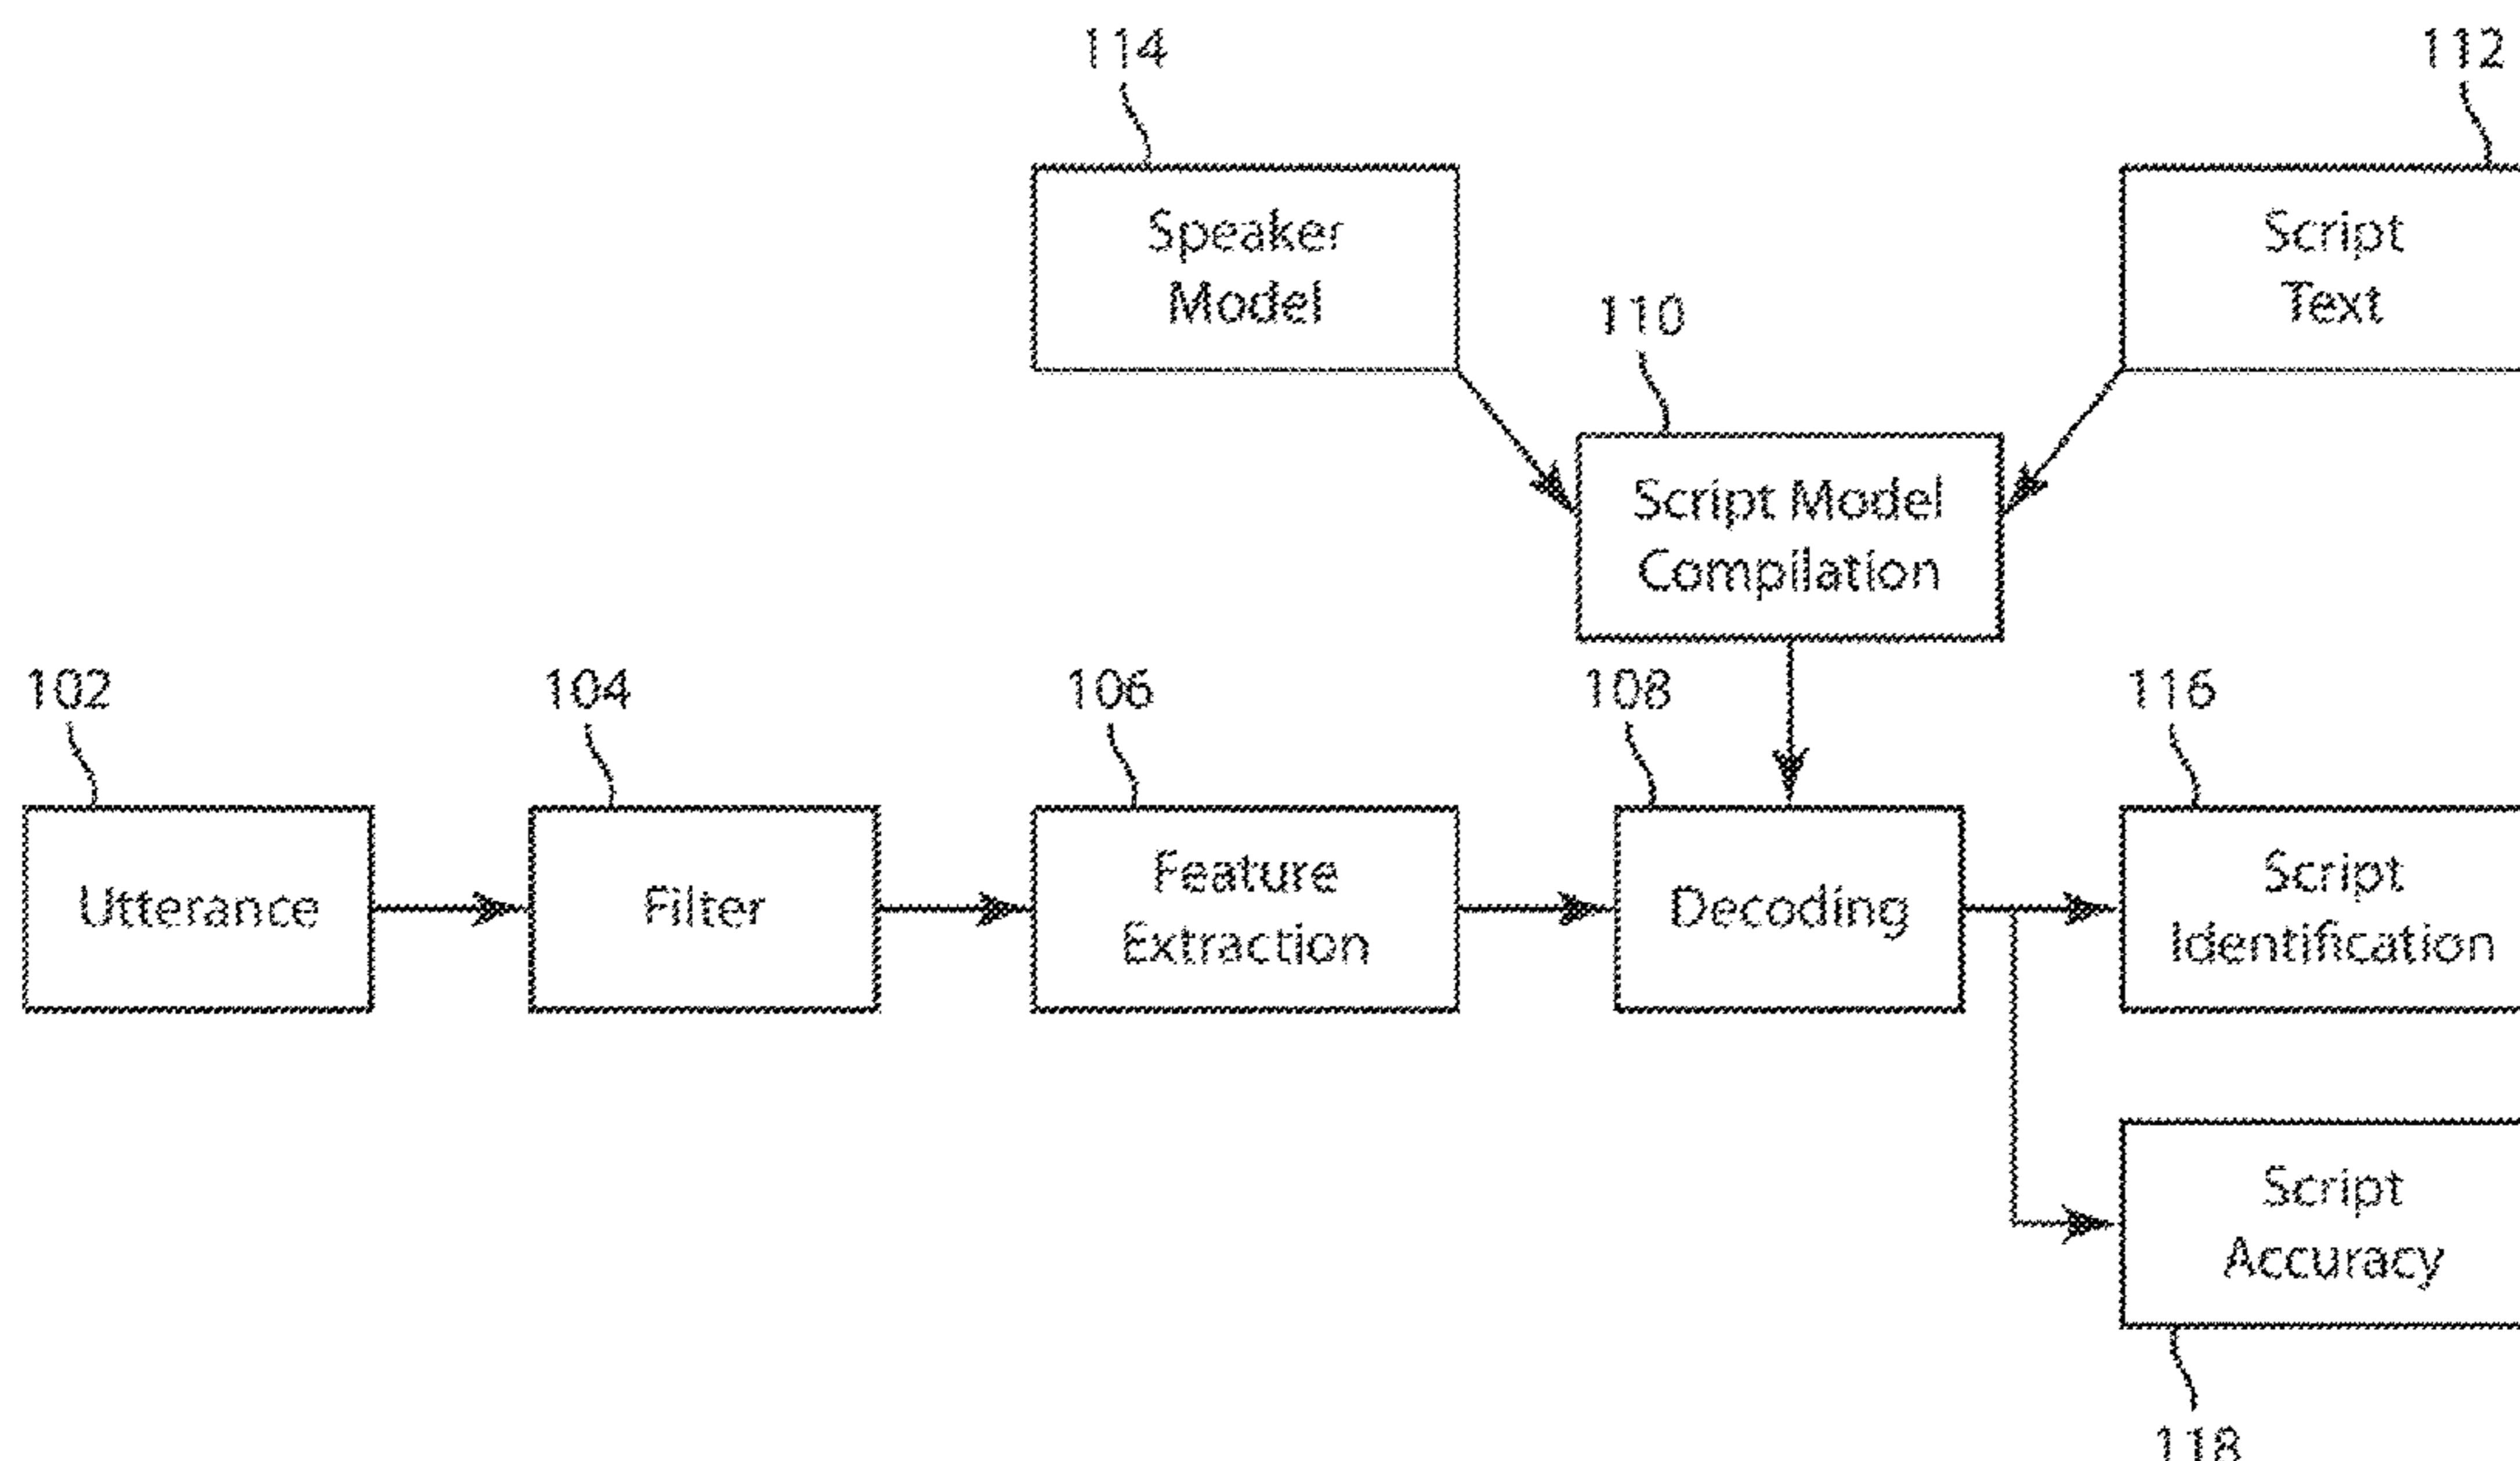 114
112
Speaker
Model
Script
Text
110
Script Model
Compilation
102
104
106
108
116
Utterance
Filter
Feature
Extraction
Decoding
Script
Identification
Script
Accuracy
118